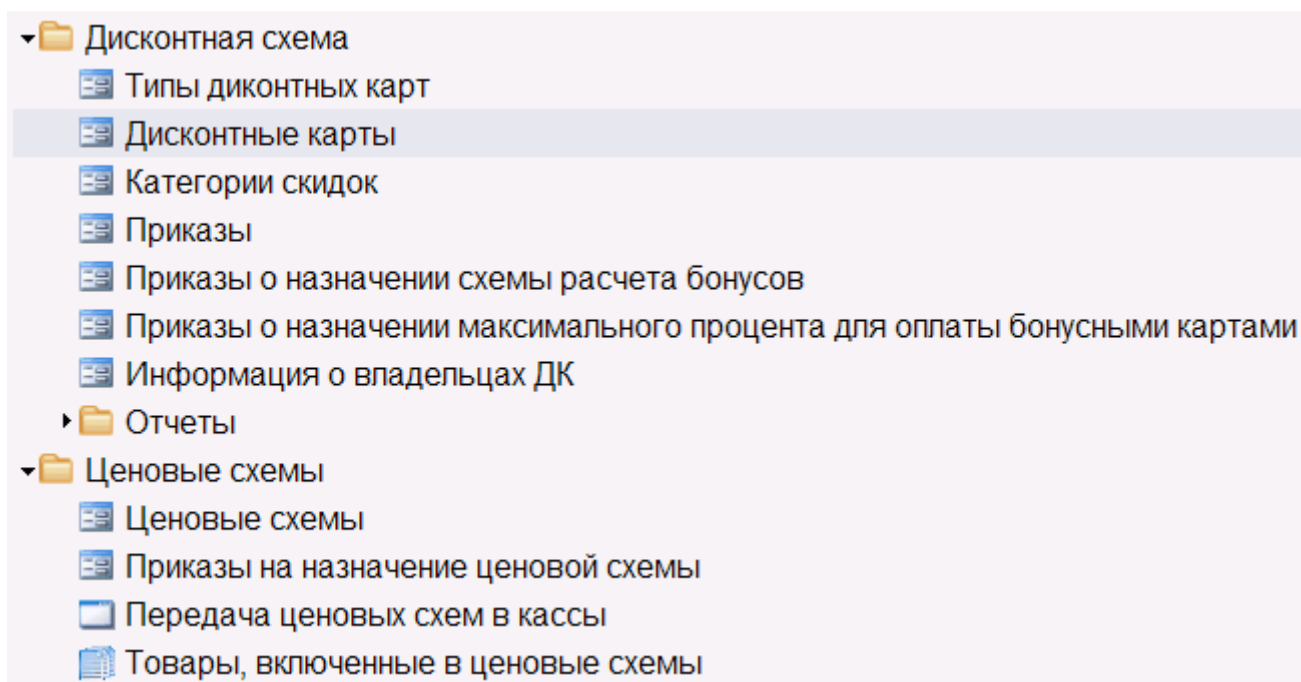 Дисконтная схема
Типы диконтных карт
Дисконтные карты
Категории скидок
Приказы
Приказы о назначении схемы расчета бонусов
Приказы о назначении максимального процента для оплаты бонусными картами
Информация о владельцах ДК
Отчеты
Ценовые схемы
Ценовые схемы
Приказы на назначение ценовой схемы
Передача ценовых схем в кассы
Товары, включенные в ценовые схемы